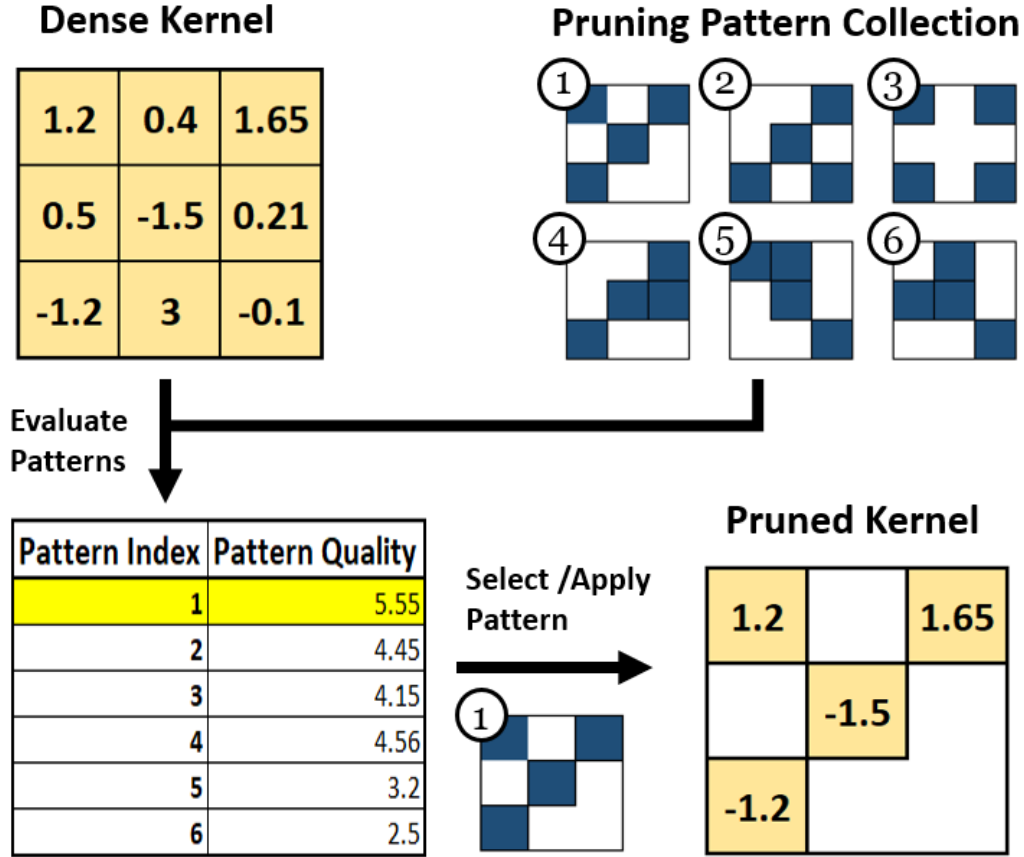 Dense Kernel
1.2 0.4 1.65
0.5 -1.5 0.21
-1.2 3 -0.1
Pruning Pattern Collection
1 2 3
4 5 6
Evaluate
Patterns
Pattern Index Pattern Quality
1 5.55
2 4.45
3 4.15
4 4.56
5 3.2
6 2.5
Select /Apply
Pattern
1
Pruned Kernel
1.2 1.65
-1.5
-1.2